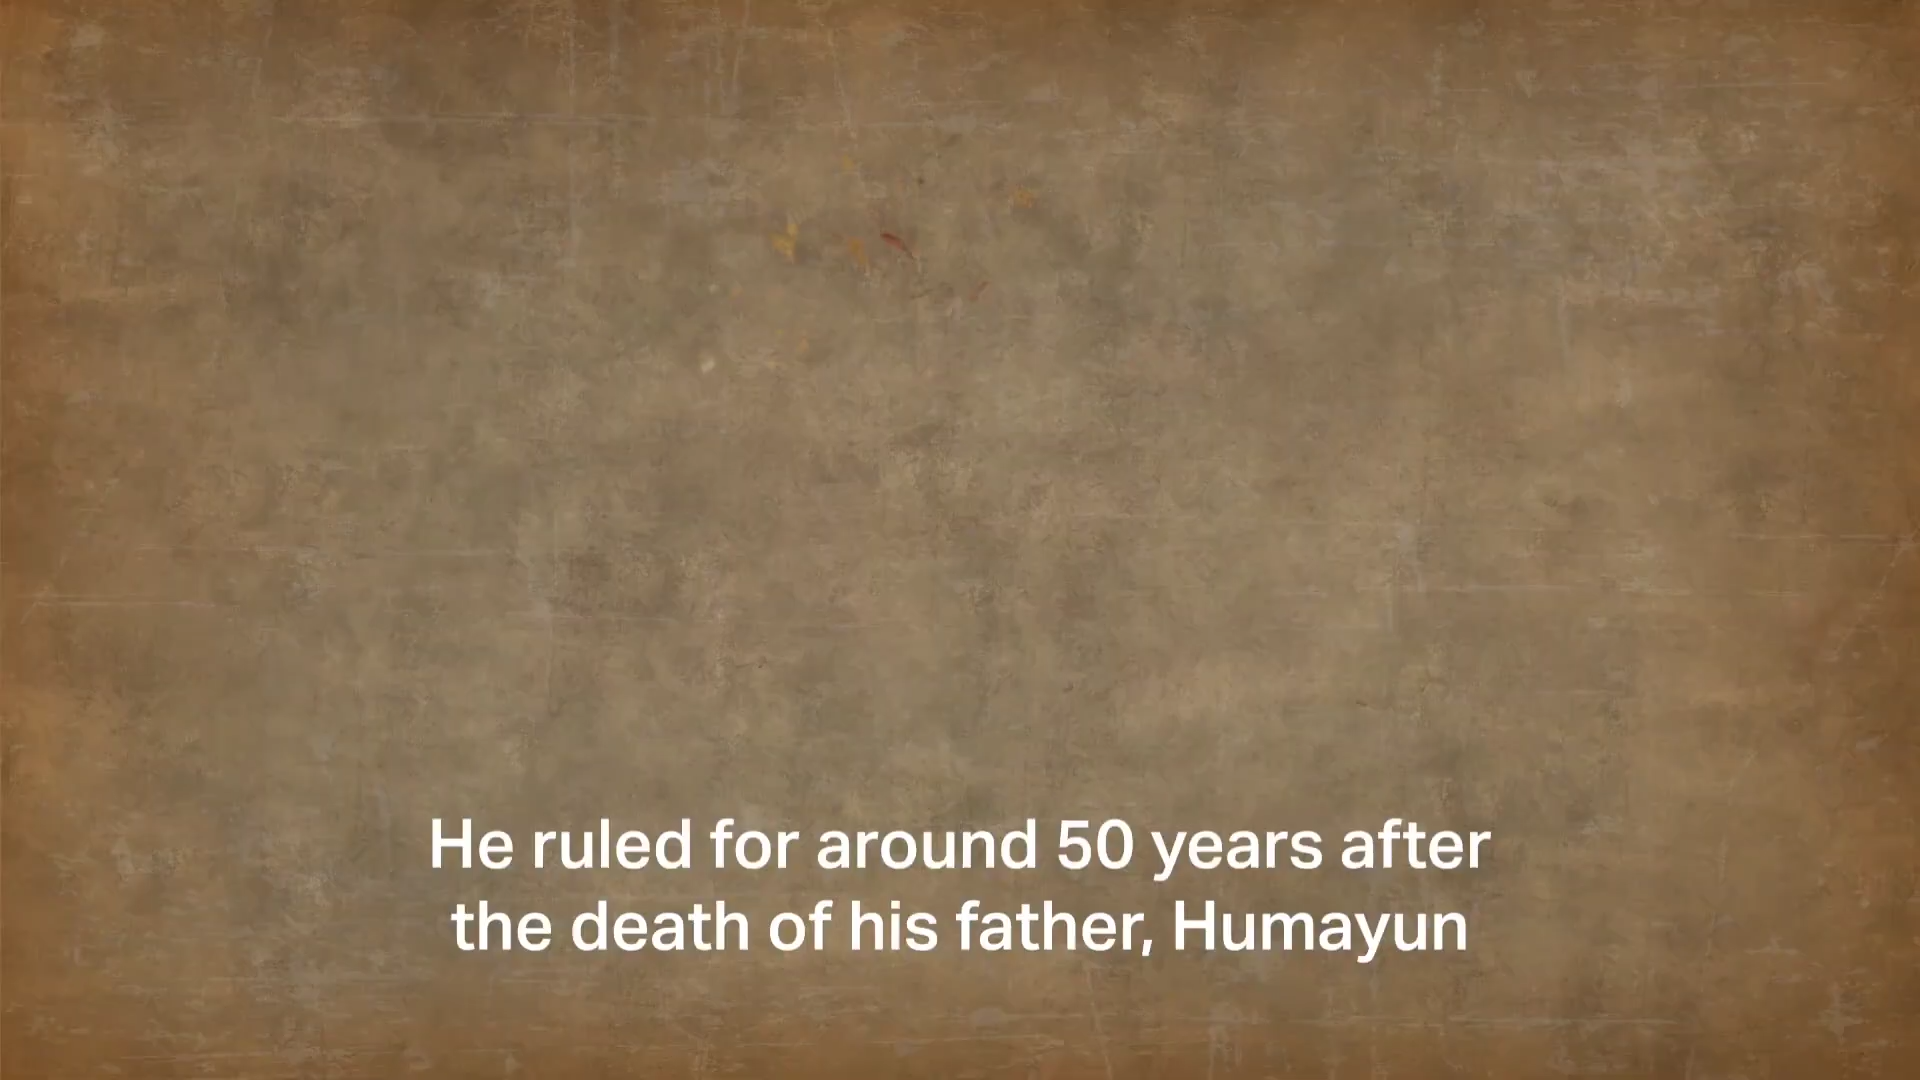 He ruled for around 50 years after
the death of his father, Humayun